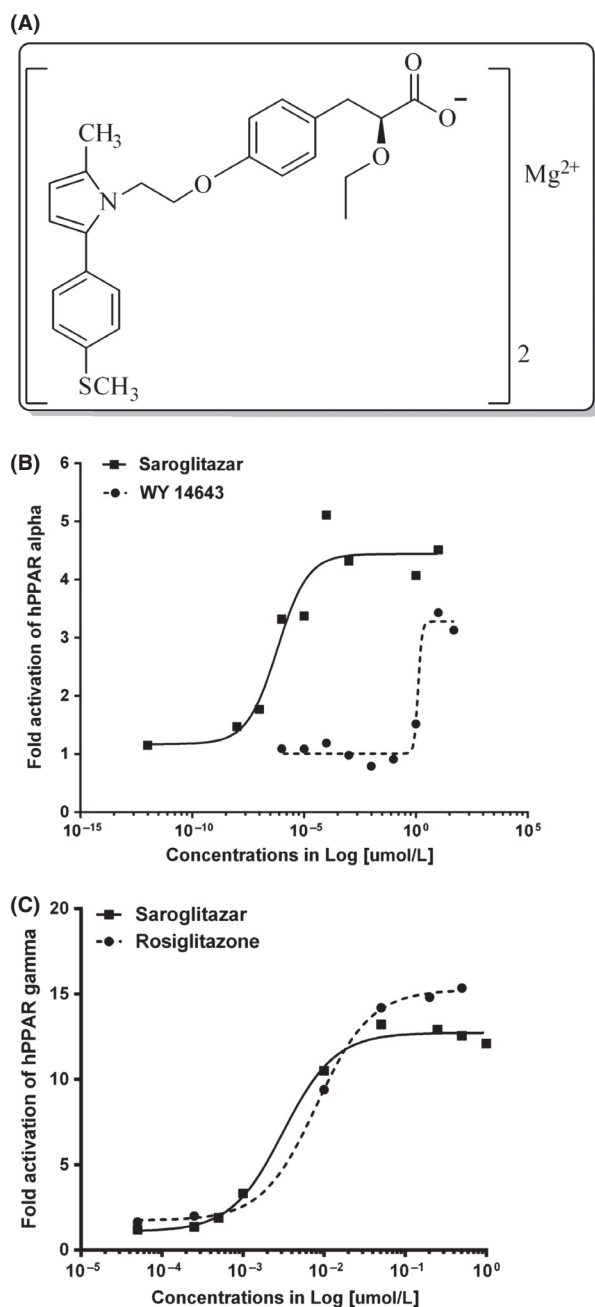 (A)
O
O⁻
O
CH₃
O
N
Mg²⁺
2
SCH₃
(B)
Saroglitazar
WY 14643
Fold activation of hPPAR alpha
6
5
4
3
2
1
0
10⁻¹⁵ 10⁻¹⁰ 10⁻⁵ 10⁰ 10⁵
Concentrations in Log [umol/L]
(C)
Saroglitazar
Rosiglitazone
Fold activation of hPPAR gamma
20
15
10
5
0
10⁻⁵ 10⁻⁴ 10⁻³ 10⁻² 10⁻¹ 10⁰
Concentrations in Log [umol/L]